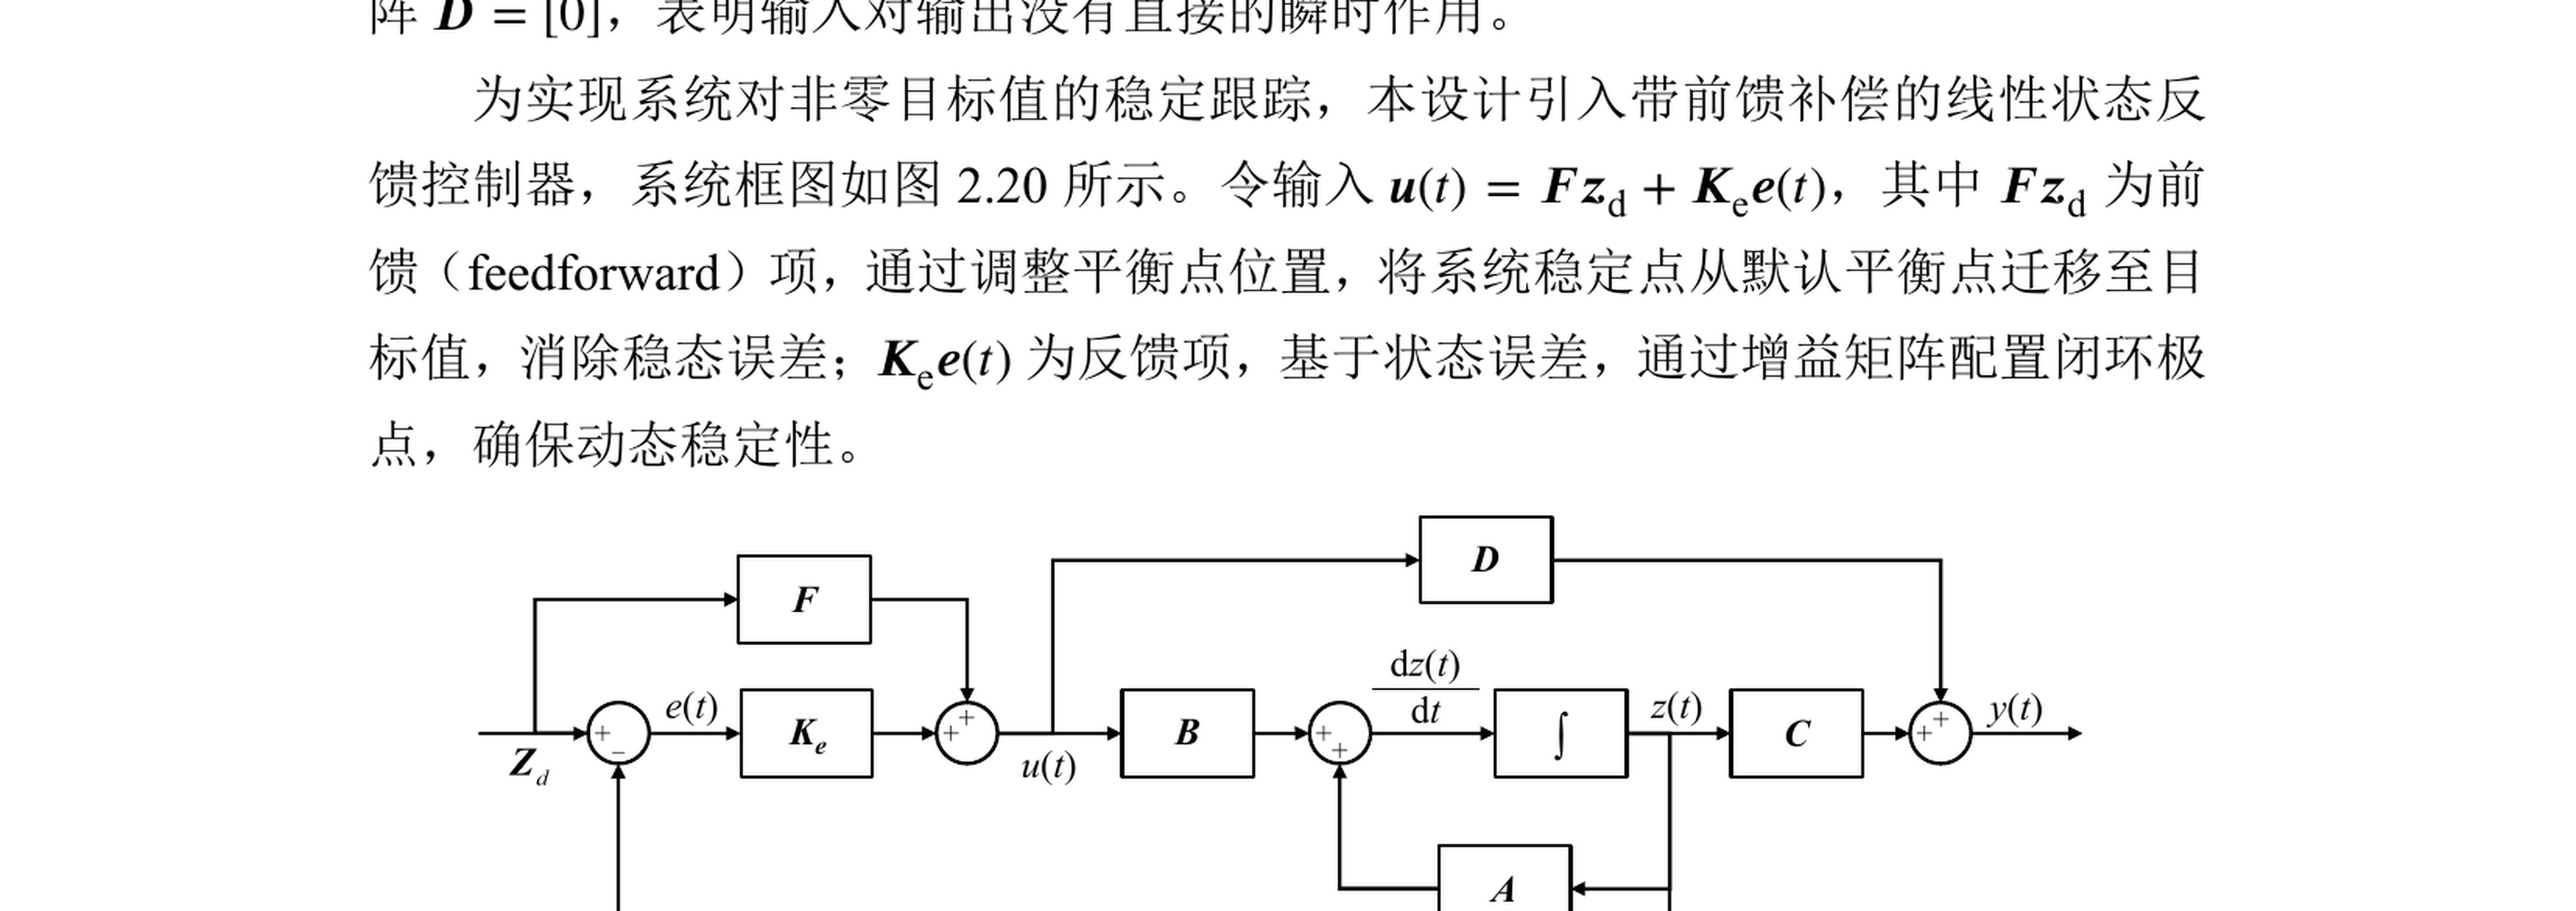 阵 D = [0]，表明输入对输出没有直接的瞬时作用。
为实现系统对非零目标值的稳定跟踪，本设计引入带前馈补偿的线性状态反
馈控制器，系统框图如图 2.20 所示。令输入 u(t) = Fz_d + K_e e(t)，其中 Fz_d 为前
馈（feedforward）项，通过调整平衡点位置，将系统稳定点从默认平衡点迁移至目
标值，消除稳态误差；K_e e(t) 为反馈项，基于状态误差，通过增益矩阵配置闭环极
点，确保动态稳定性。
D
F
dz(t)
dt
Z_d
+
−
e(t)
K_e
+
+
u(t)
B
+
+
∫
z(t)
C
+
+
y(t)
A